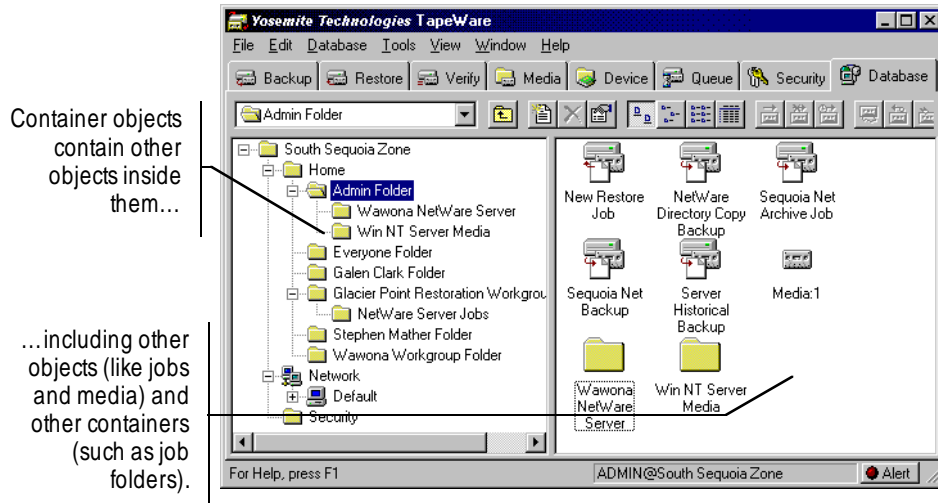 Yosemite Technologies TapeWare
File Edit Database Tools View Window Help
Backup Restore Verify Media Device Queue Security Database
Admin Folder
Container objects
contain other
objects inside
them…
…including other
objects (like jobs
and media) and
other containers
(such as job
folders).
South Sequoia Zone
Home
Admin Folder
Wawona NetWare Server
Win NT Server Media
Everyone Folder
Galen Clark Folder
Glacier Point Restoration Workgrou
NetWare Server Jobs
Stephen Mather Folder
Wawona Workgroup Folder
Network
Default
Security
New Restore
Job
NetWare
Directory Copy
Backup
Sequoia Net
Archive Job
Sequoia Net
Backup
Server
Historical
Backup
Media:1
Wawona
NetWare
Server
Win NT Server
Media
For Help, press F1
ADMIN@South Sequoia Zone
Alert